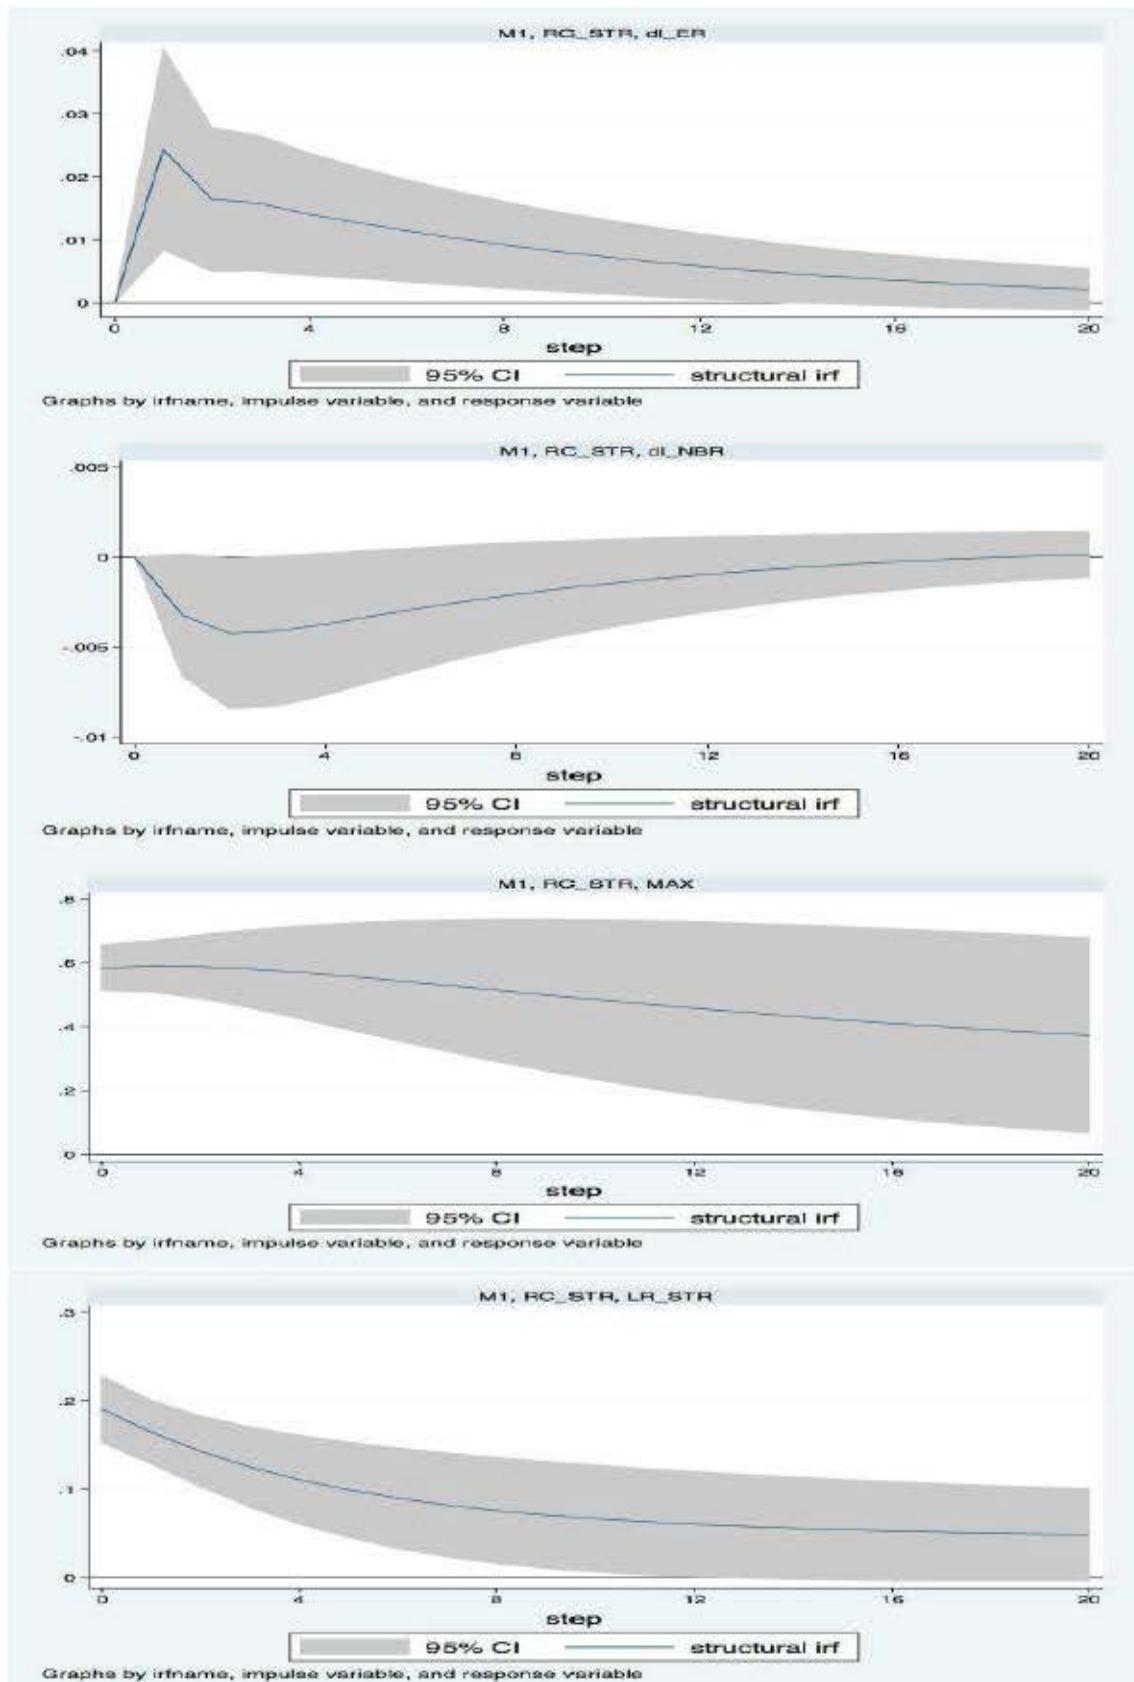 M1, RC_STR, dl_ER
.04
.03
.02
.01
0
0 4 8 12 16 20
step
95% CI structural irf
Graphs by irfname, impulse variable, and response variable
M1, RC_STR, dl_NBR
.005
0
-.005
-.01
0 4 8 12 16 20
step
95% CI structural irf
Graphs by irfname, impulse variable, and response variable
M1, RC_STR, MAX
.8
.6
.4
.2
0
0 4 8 12 16 20
step
95% CI structural irf
Graphs by irfname, impulse variable, and response variable
M1, RC_STR, LR_STR
.3
.2
.1
0
0 4 8 12 16 20
step
95% CI structural irf
Graphs by irfname, impulse variable, and response variable